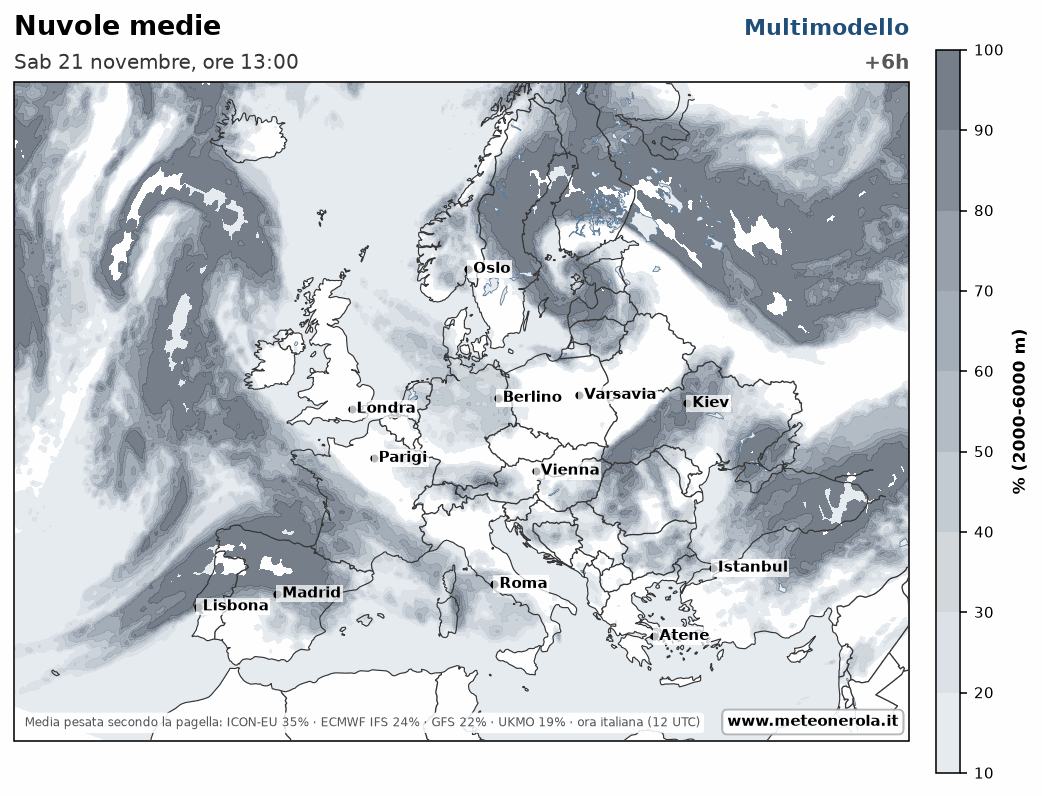 Nuvole medie
Multimodello
Sab 21 novembre, ore 13:00
+6h
100
90
80
70
60
50
40
30
20
10
% (2000-6000 m)
Oslo
Londra
Berlino
Varsavia
Kiev
Parigi
Vienna
Istanbul
Roma
Madrid
Lisbona
Atene
Media pesata secondo la pagella: ICON-EU 35% · ECMWF IFS 24% · GFS 22% · UKMO 19% · ora italiana (12 UTC)
www.meteonerola.it